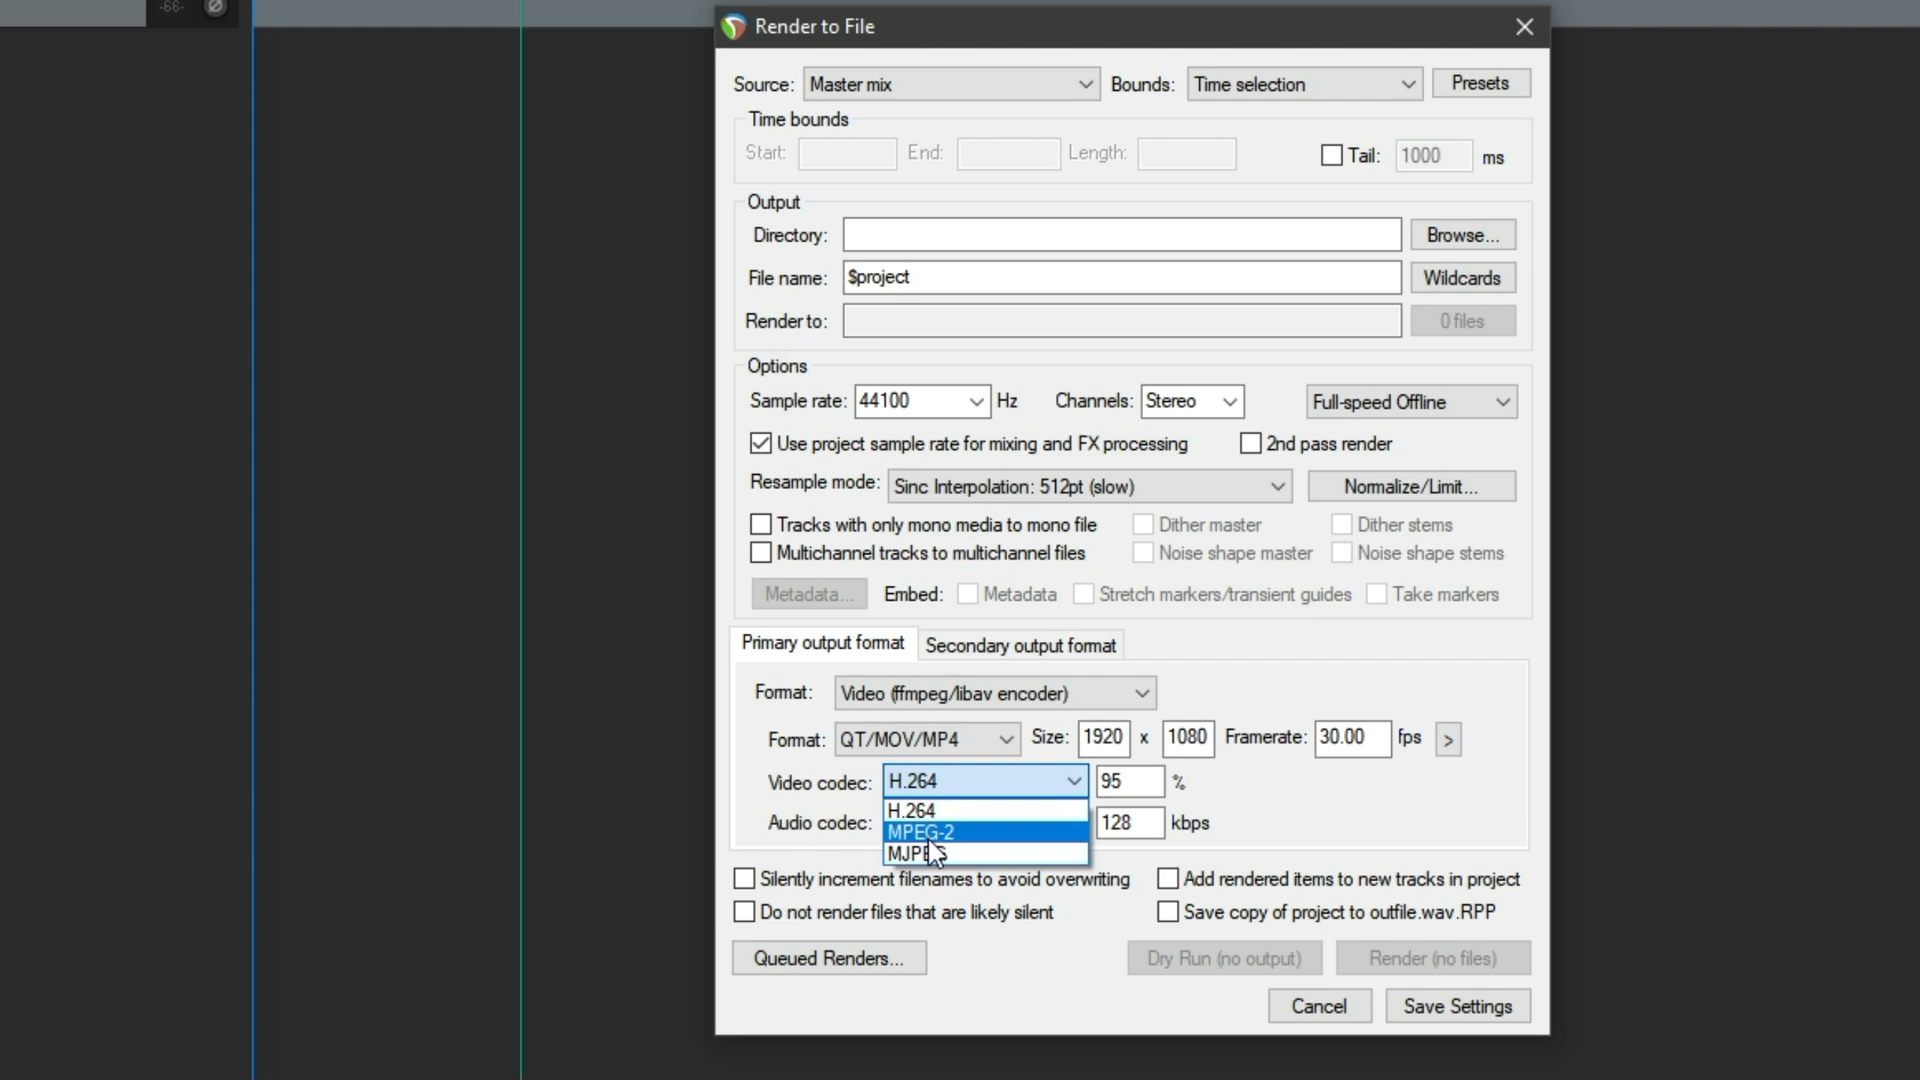 -66-
Render to File
Source: Master mix Bounds: Time selection Presets
Time bounds
Start: End: Length: Tail: 1000 ms
Output
Directory: Browse...
File name: $project Wildcards
Render to: 0 files
Options
Sample rate: 44100 Hz Channels: Stereo Full-speed Offline
Use project sample rate for mixing and FX processing 2nd pass render
Resample mode: Sinc Interpolation: 512pt (slow) Normalize/Limit...
Tracks with only mono media to mono file Dither master Dither stems
Multichannel tracks to multichannel files Noise shape master Noise shape stems
Metadata... Embed: Metadata Stretch markers/transient guides Take markers
Primary output format Secondary output format
Format: Video (ffmpeg/libav encoder)
Format: QT/MOV/MP4 Size: 1920 x 1080 Framerate: 30.00 fps >
Video codec: H.264 95 %
H.264
Audio codec: MPEG-2 128 kbps
MJPEG
Silently increment filenames to avoid overwriting Add rendered items to new tracks in project
Do not render files that are likely silent Save copy of project to outfile.wav.RPP
Queued Renders... Dry Run (no output) Render (no files)
Cancel Save Settings